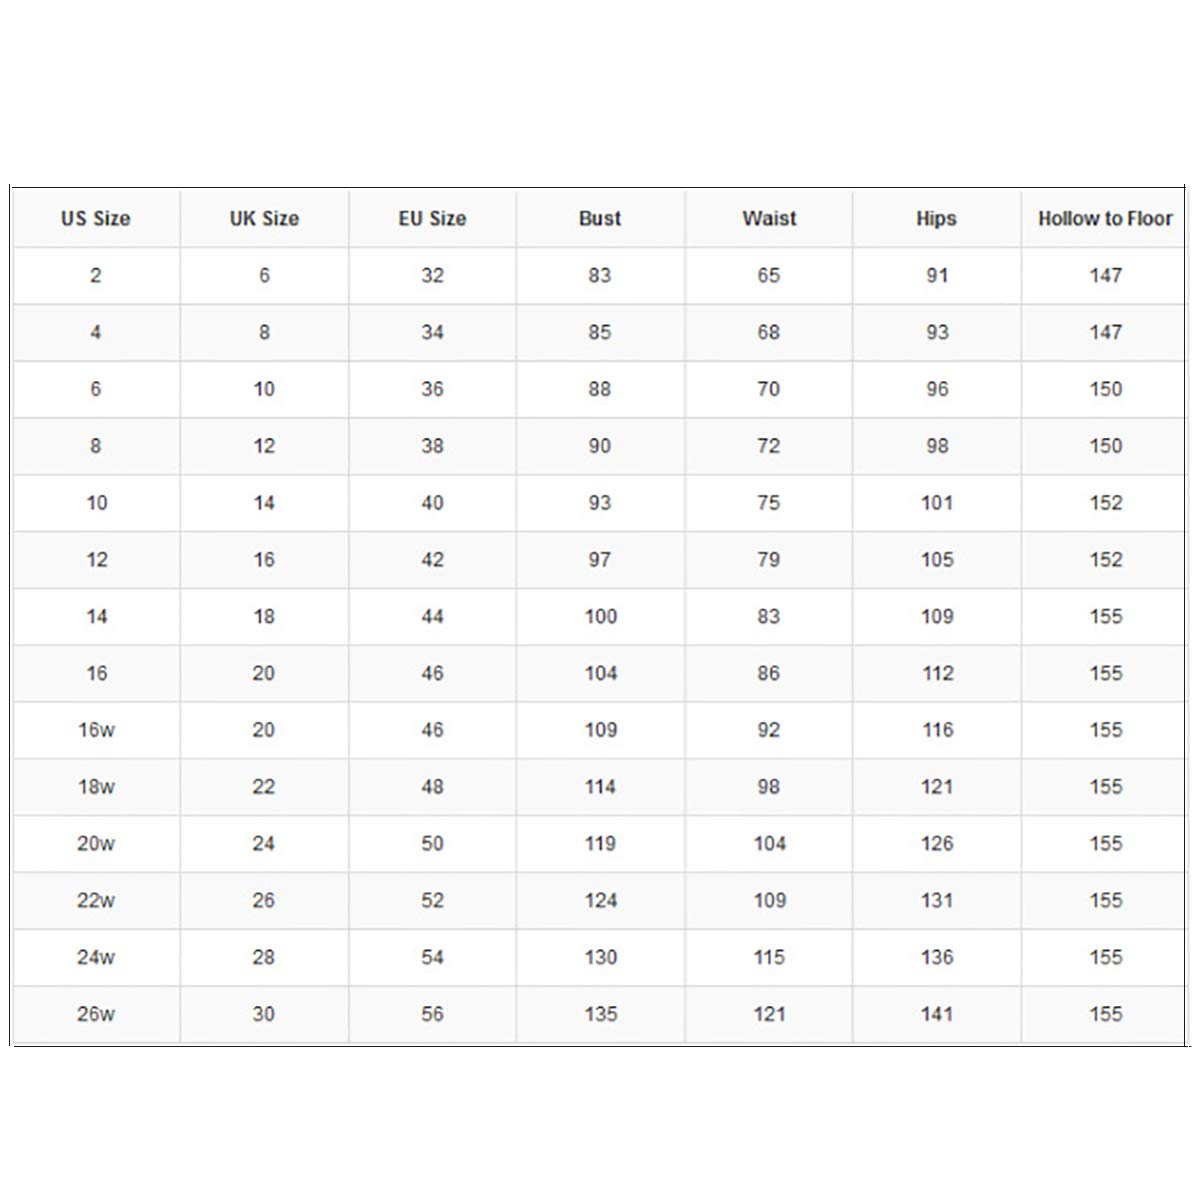 US Size UK Size EU Size Bust Waist Hips Hollow to Floor
2 6 32 83 65 91 147
4 8 34 85 68 93 147
6 10 36 88 70 96 150
8 12 38 90 72 98 150
10 14 40 93 75 101 152
12 16 42 97 79 105 152
14 18 44 100 83 109 155
16 20 46 104 86 112 155
16w 20 46 109 92 116 155
18w 22 48 114 98 121 155
20w 24 50 119 104 126 155
22w 26 52 124 109 131 155
24w 28 54 130 115 136 155
26w 30 56 135 121 141 155